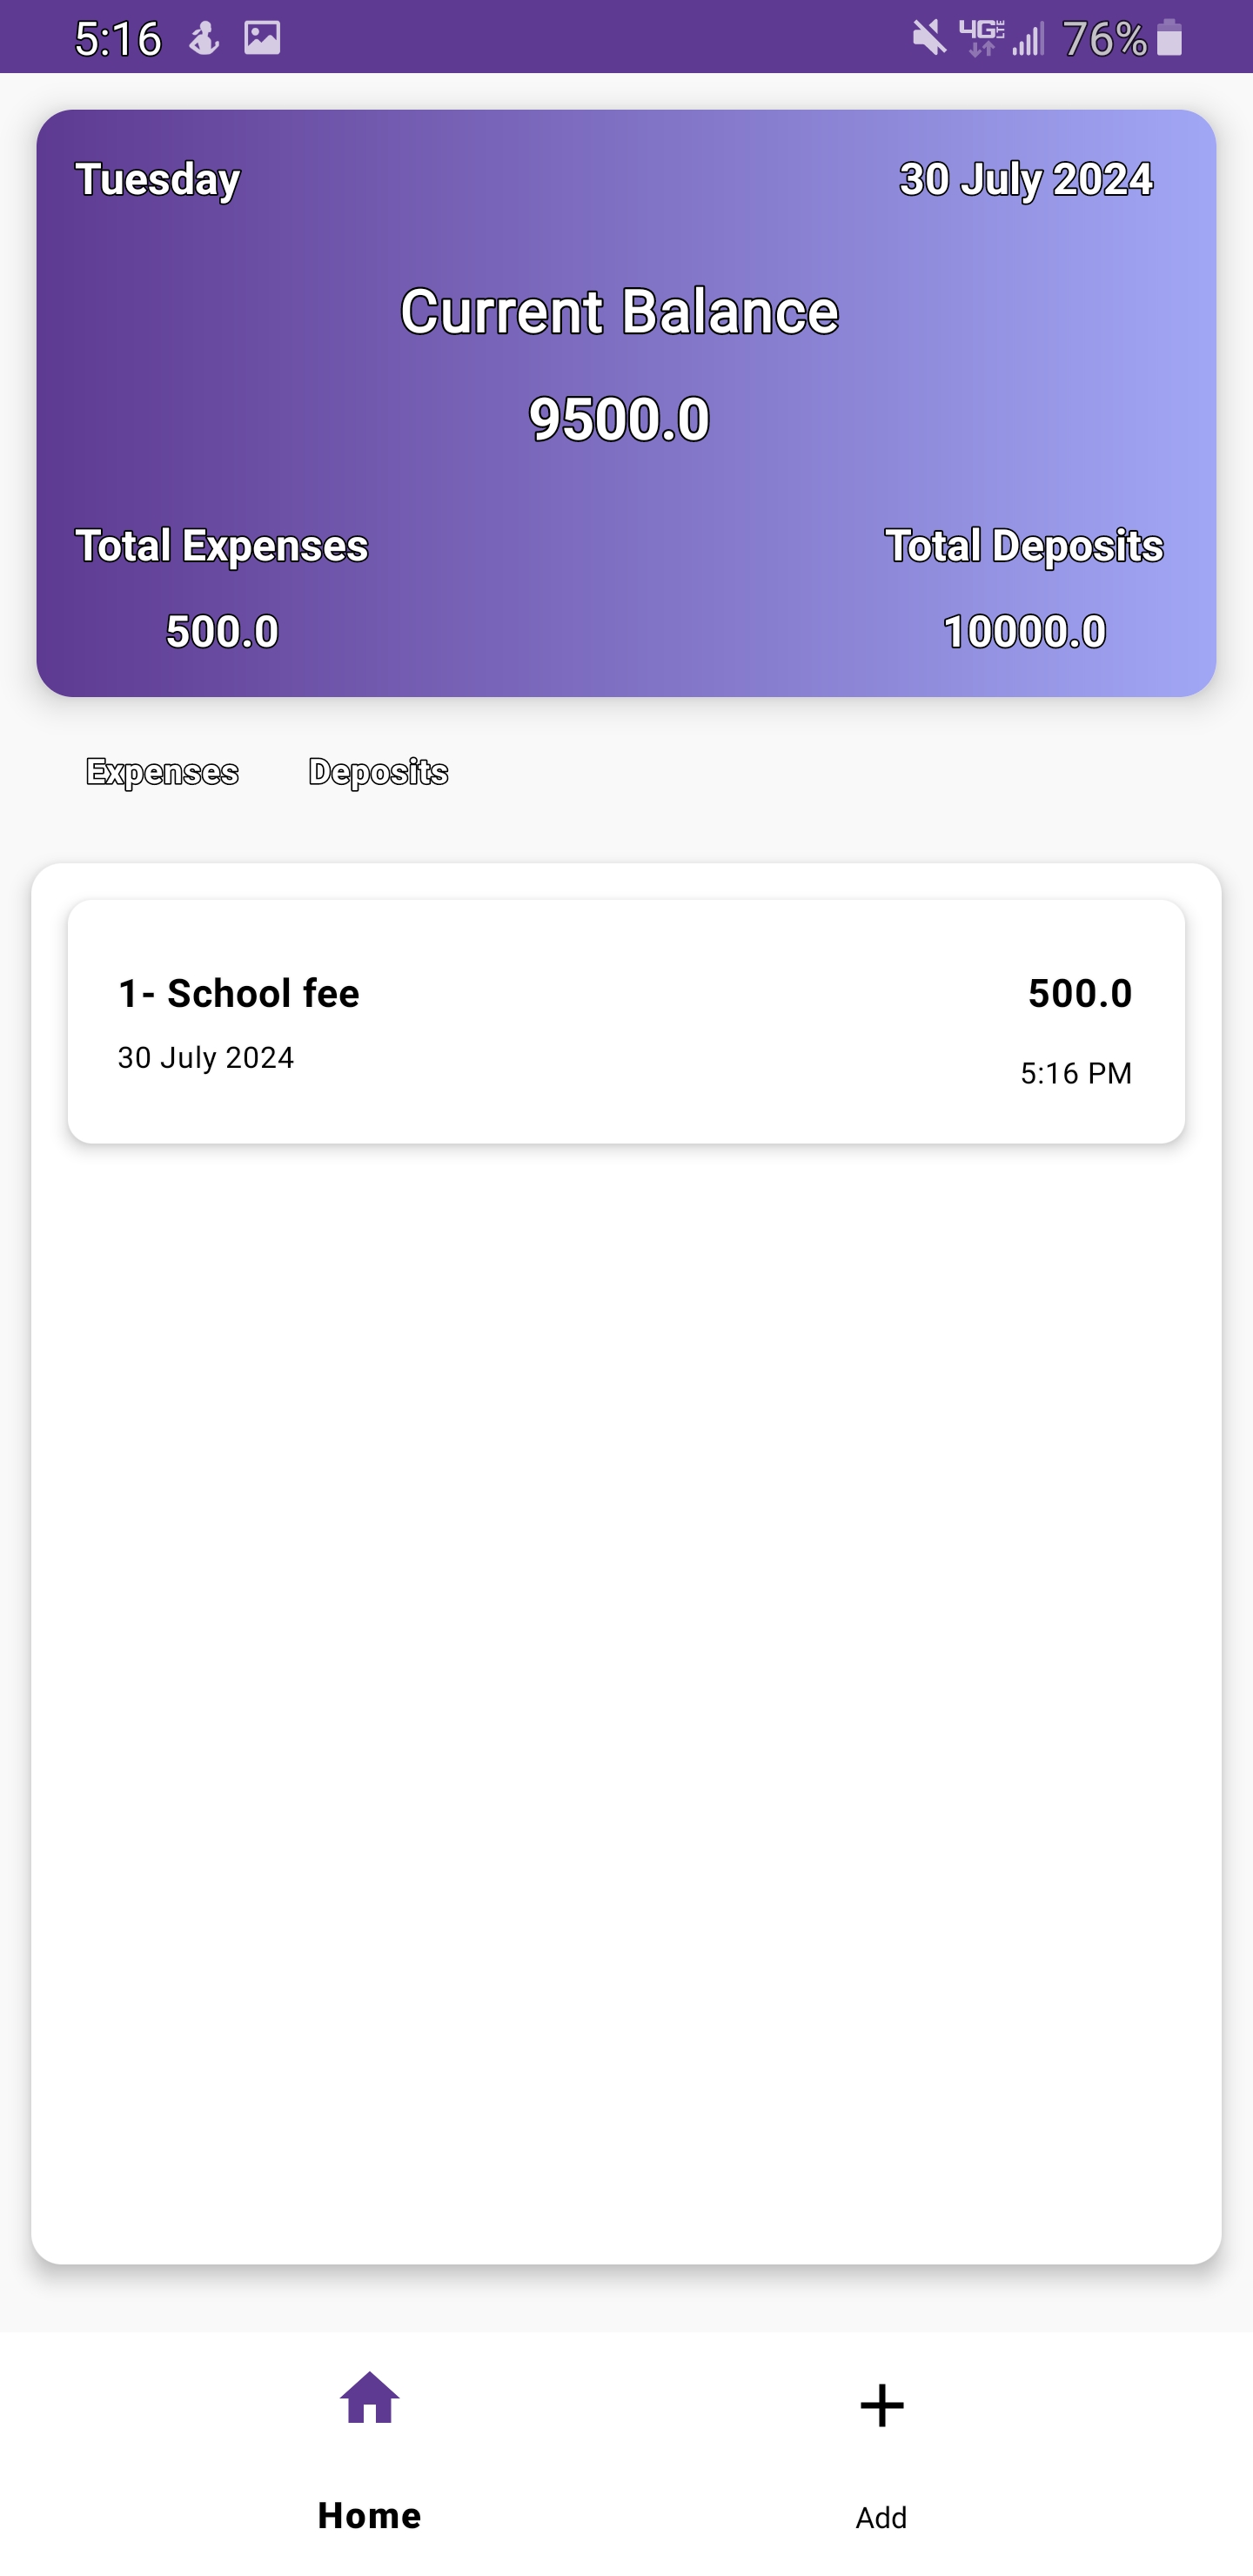 5:16 4G LTE 76%
Tuesday 30 July 2024
Current Balance
9500.0
Total Expenses Total Deposits
500.0 10000.0
Expenses Deposits
1- School fee 500.0
30 July 2024 5:16 PM
Home Add